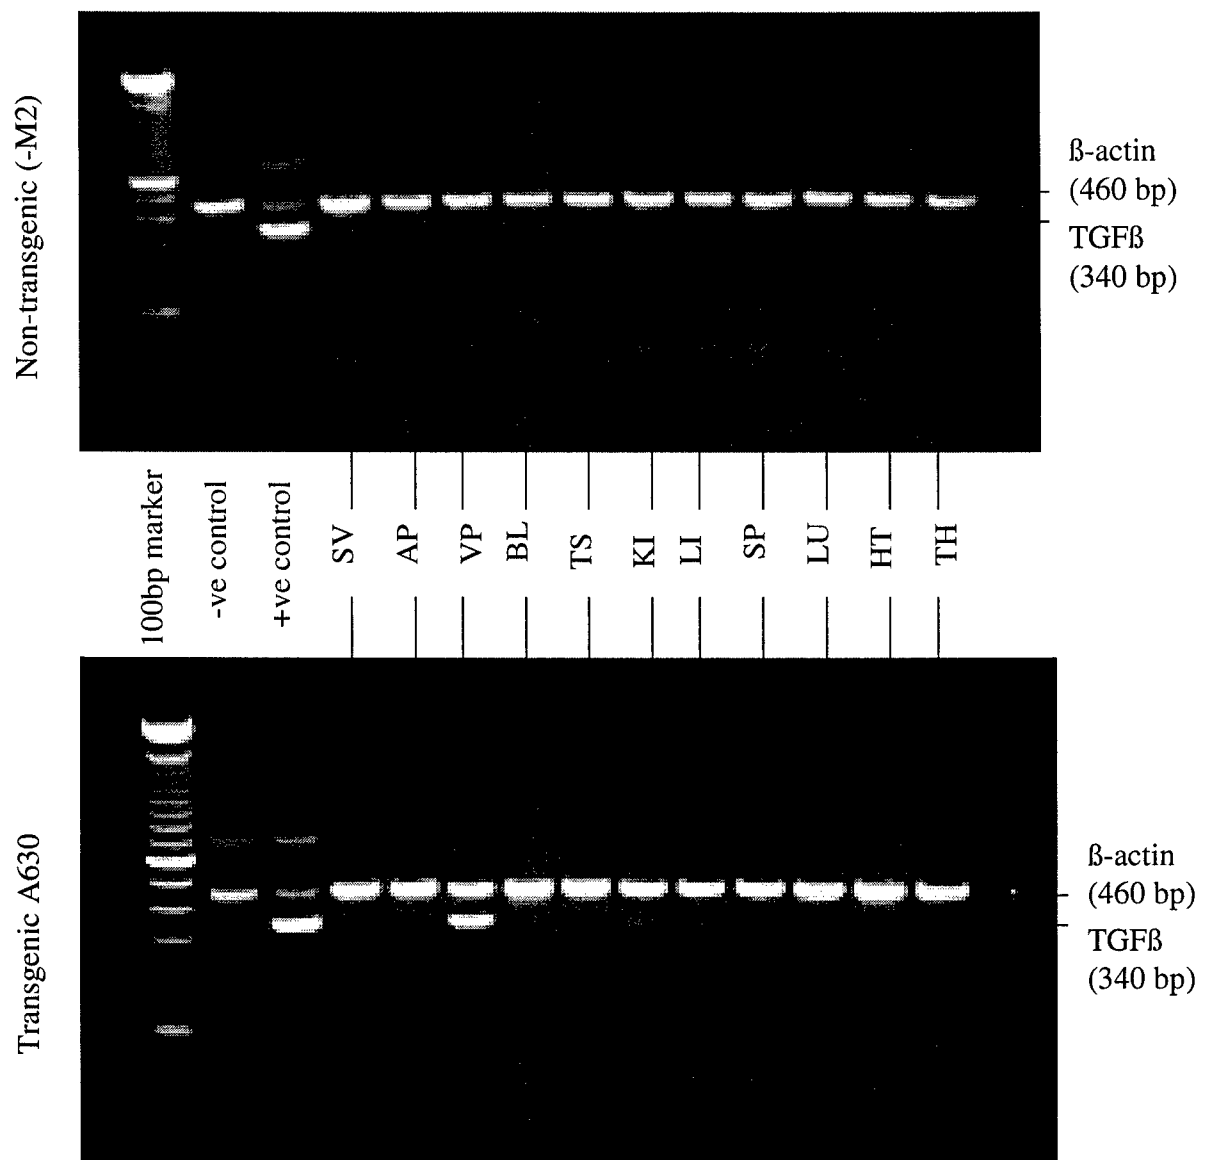 Non-transgenic (-M2)
ß-actin
(460 bp)
TGFß
(340 bp)
100bp marker
-ve control
+ve control
SV
AP
VP
BL
TS
KI
LI
SP
LU
HT
TH
Transgenic A630
ß-actin
(460 bp)
TGFß
(340 bp)